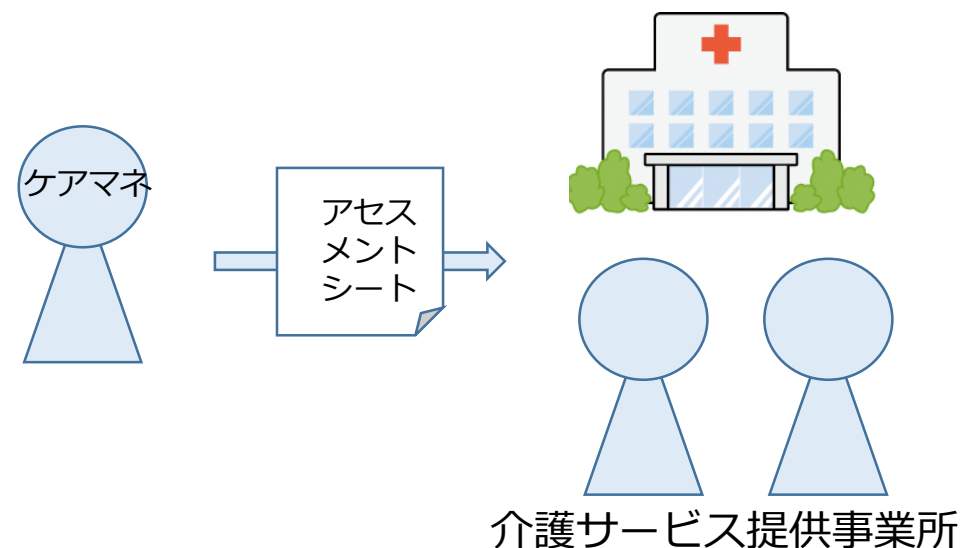 ケアマネ
アセス
メント
シート
介護サービス提供事業所